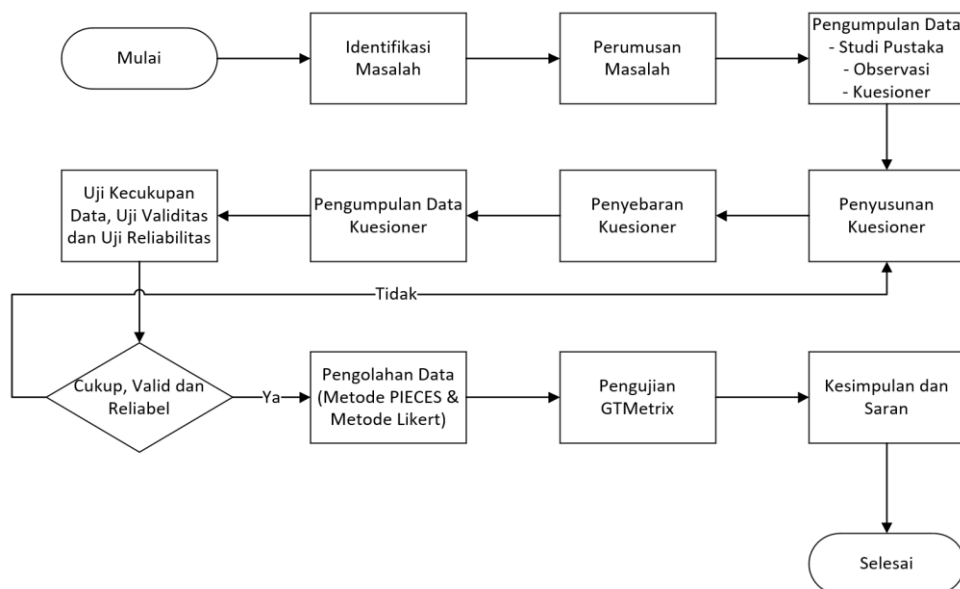 Mulai
Identifikasi
Masalah
Perumusan
Masalah
Pengumpulan Data
- Studi Pustaka
- Observasi
- Kuesioner
Penyusunan
Kuesioner
Penyebaran
Kuesioner
Pengumpulan Data
Kuesioner
Uji Kecukupan
Data, Uji Validitas
dan Uji Reliabilitas
Tidak
Cukup, Valid dan
Reliabel
Ya
Pengolahan Data
(Metode PIECES &
Metode Likert)
Pengujian
GTMetrix
Kesimpulan dan
Saran
Selesai